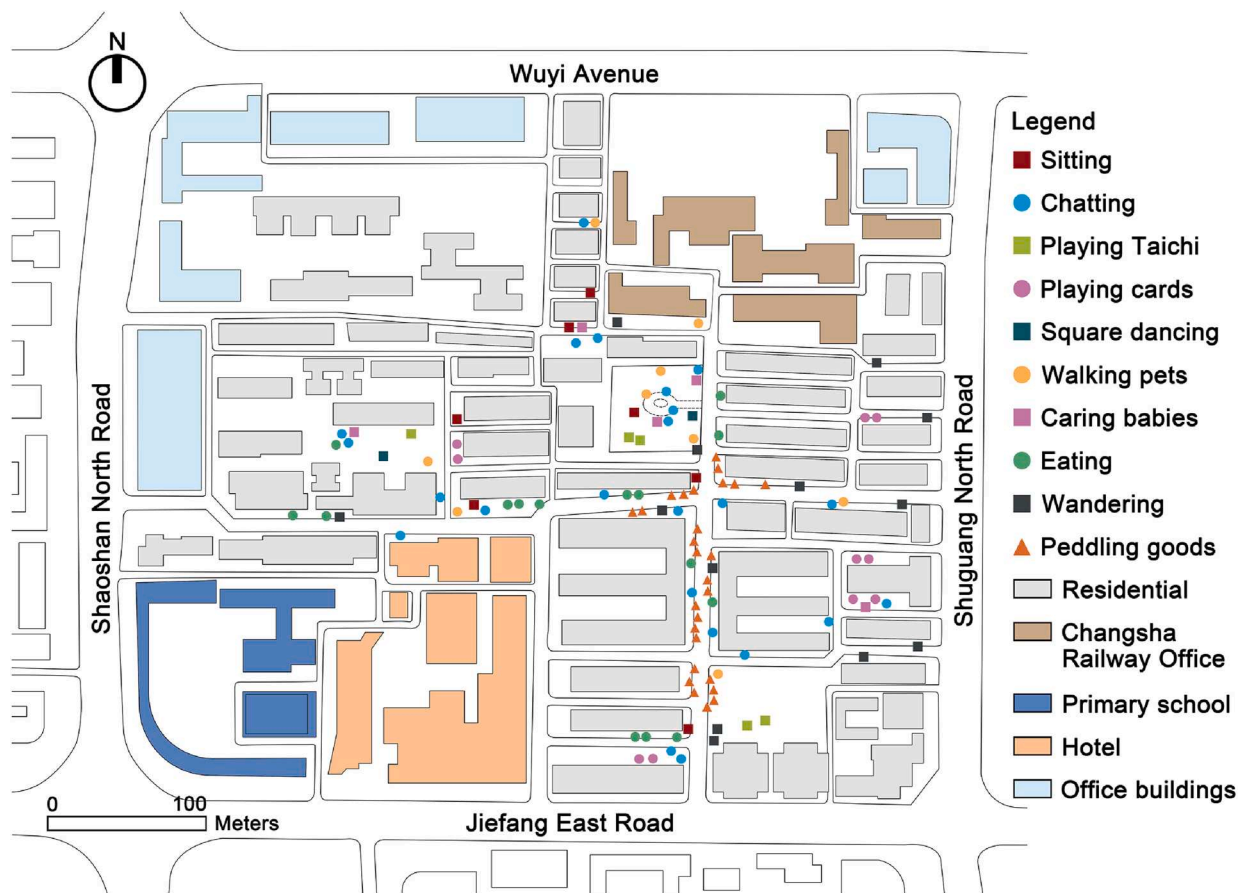 N
Wuyi Avenue
Shaoshan North Road
Shuguang North Road
Legend
Sitting
Chatting
Playing Taichi
Playing cards
Square dancing
Walking pets
Caring babies
Eating
Wandering
Peddling goods
Residential
Changsha
Railway Office
Primary school
Hotel
Office buildings
0 100
Meters
Jiefang East Road